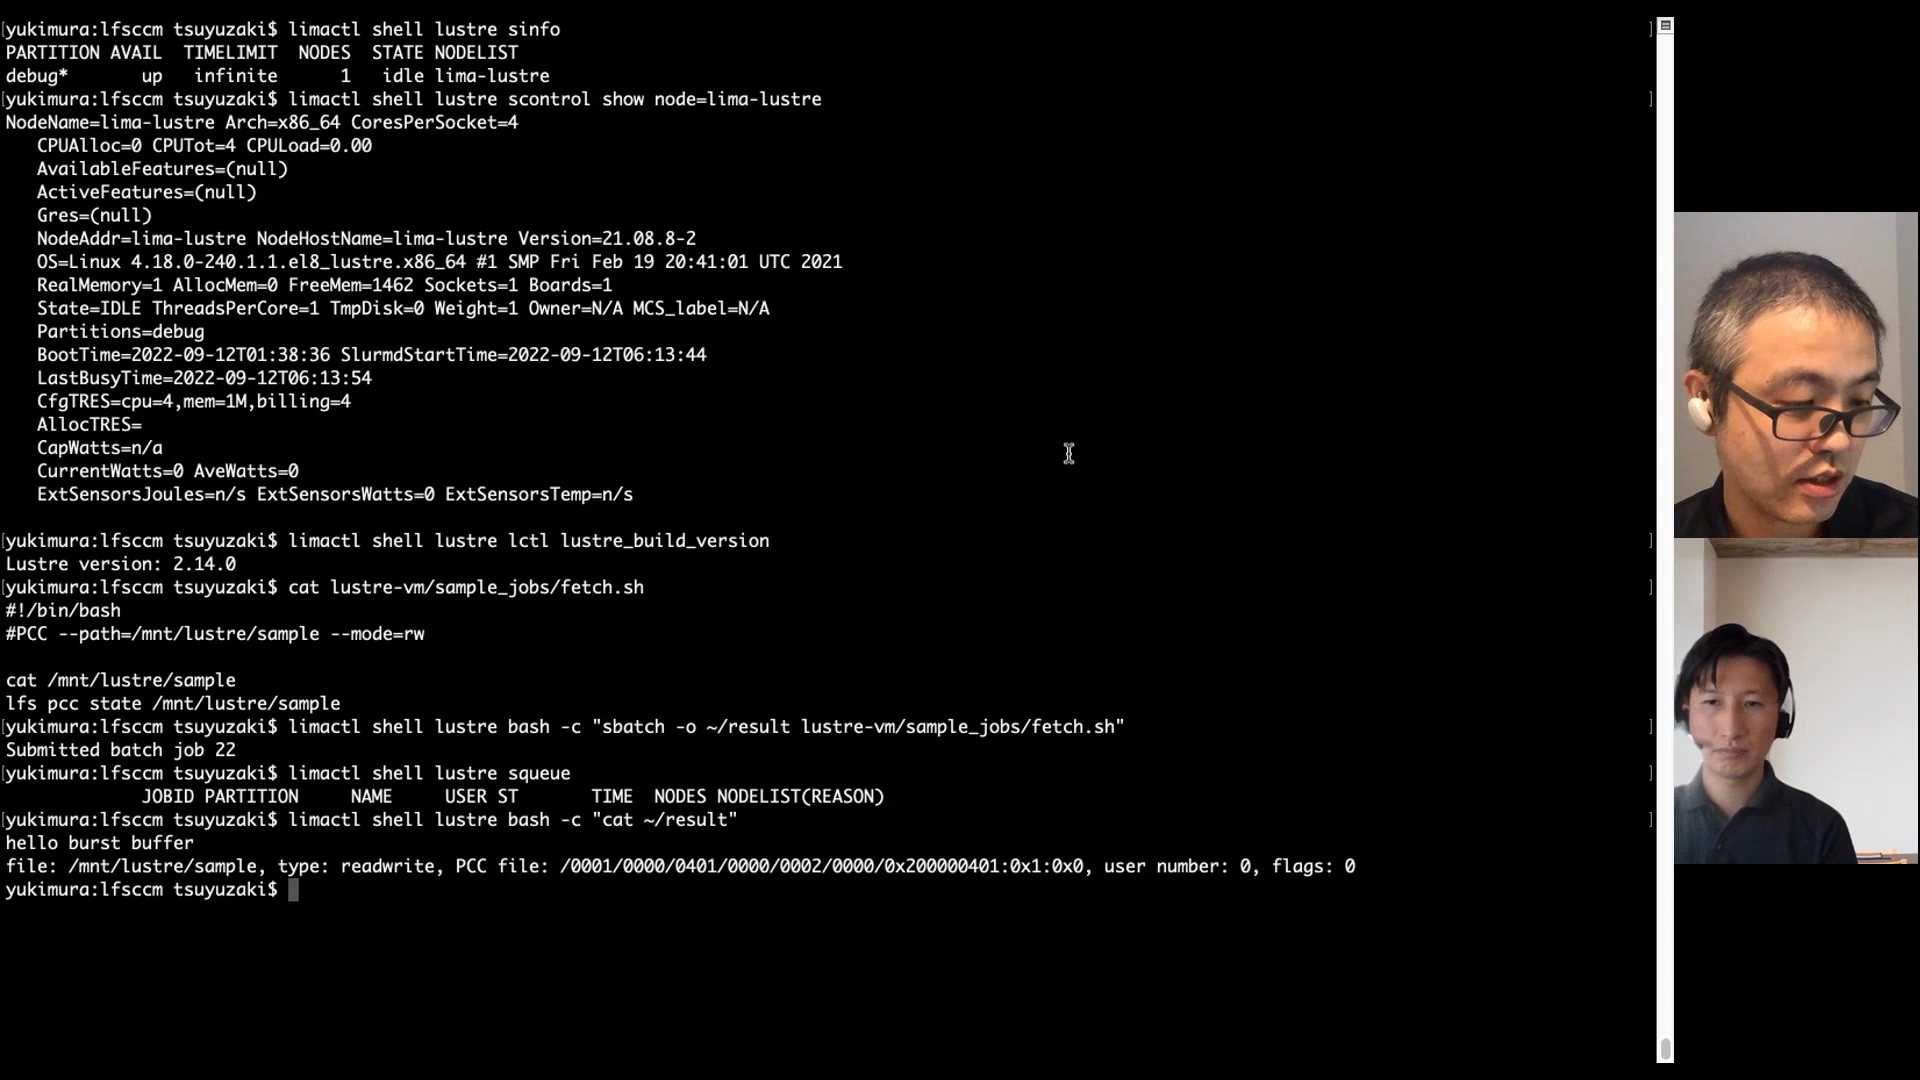 [yukimura:lfsccm tsuyuzaki$ limactl shell lustre sinfo ]
PARTITION AVAIL  TIMELIMIT  NODES  STATE NODELIST
debug*       up   infinite      1   idle lima-lustre
[yukimura:lfsccm tsuyuzaki$ limactl shell lustre scontrol show node=lima-lustre ]
NodeName=lima-lustre Arch=x86_64 CoresPerSocket=4
   CPUAlloc=0 CPUTot=4 CPULoad=0.00
   AvailableFeatures=(null)
   ActiveFeatures=(null)
   Gres=(null)
   NodeAddr=lima-lustre NodeHostName=lima-lustre Version=21.08.8-2
   OS=Linux 4.18.0-240.1.1.el8_lustre.x86_64 #1 SMP Fri Feb 19 20:41:01 UTC 2021
   RealMemory=1 AllocMem=0 FreeMem=1462 Sockets=1 Boards=1
   State=IDLE ThreadsPerCore=1 TmpDisk=0 Weight=1 Owner=N/A MCS_label=N/A
   Partitions=debug
   BootTime=2022-09-12T01:38:36 SlurmdStartTime=2022-09-12T06:13:44
   LastBusyTime=2022-09-12T06:13:54
   CfgTRES=cpu=4,mem=1M,billing=4
   AllocTRES=
   CapWatts=n/a
   CurrentWatts=0 AveWatts=0
   ExtSensorsJoules=n/s ExtSensorsWatts=0 ExtSensorsTemp=n/s
[yukimura:lfsccm tsuyuzaki$ limactl shell lustre lctl lustre_build_version ]
Lustre version: 2.14.0
[yukimura:lfsccm tsuyuzaki$ cat lustre-vm/sample_jobs/fetch.sh ]
#!/bin/bash
#PCC --path=/mnt/lustre/sample --mode=rw
cat /mnt/lustre/sample
lfs pcc state /mnt/lustre/sample
[yukimura:lfsccm tsuyuzaki$ limactl shell lustre bash -c "sbatch -o ~/result lustre-vm/sample_jobs/fetch.sh" ]
Submitted batch job 22
[yukimura:lfsccm tsuyuzaki$ limactl shell lustre squeue ]
             JOBID PARTITION     NAME     USER ST       TIME  NODES NODELIST(REASON)
[yukimura:lfsccm tsuyuzaki$ limactl shell lustre bash -c "cat ~/result" ]
hello burst buffer
file: /mnt/lustre/sample, type: readwrite, PCC file: /0001/0000/0401/0000/0002/0000/0x200000401:0x1:0x0, user number: 0, flags: 0
yukimura:lfsccm tsuyuzaki$